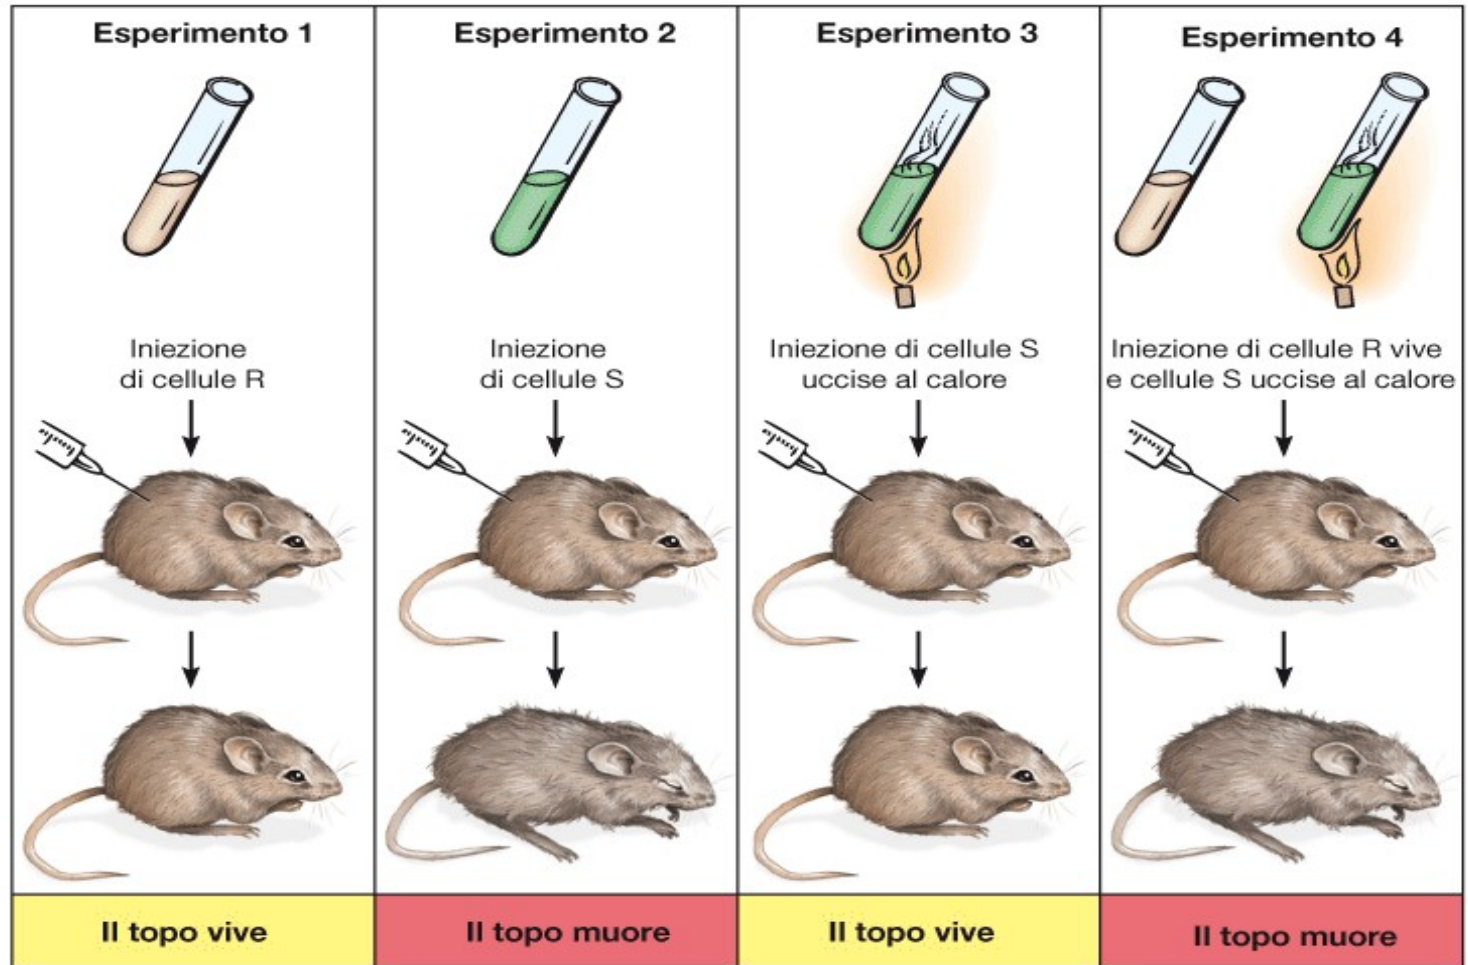 Esperimento 1
Iniezione
di cellule R
Il topo vive
Esperimento 2
Iniezione
di cellule S
Il topo muore
Esperimento 3
Iniezione di cellule S
uccise al calore
Il topo vive
Esperimento 4
Iniezione di cellule R vive
e cellule S uccise al calore
Il topo muore